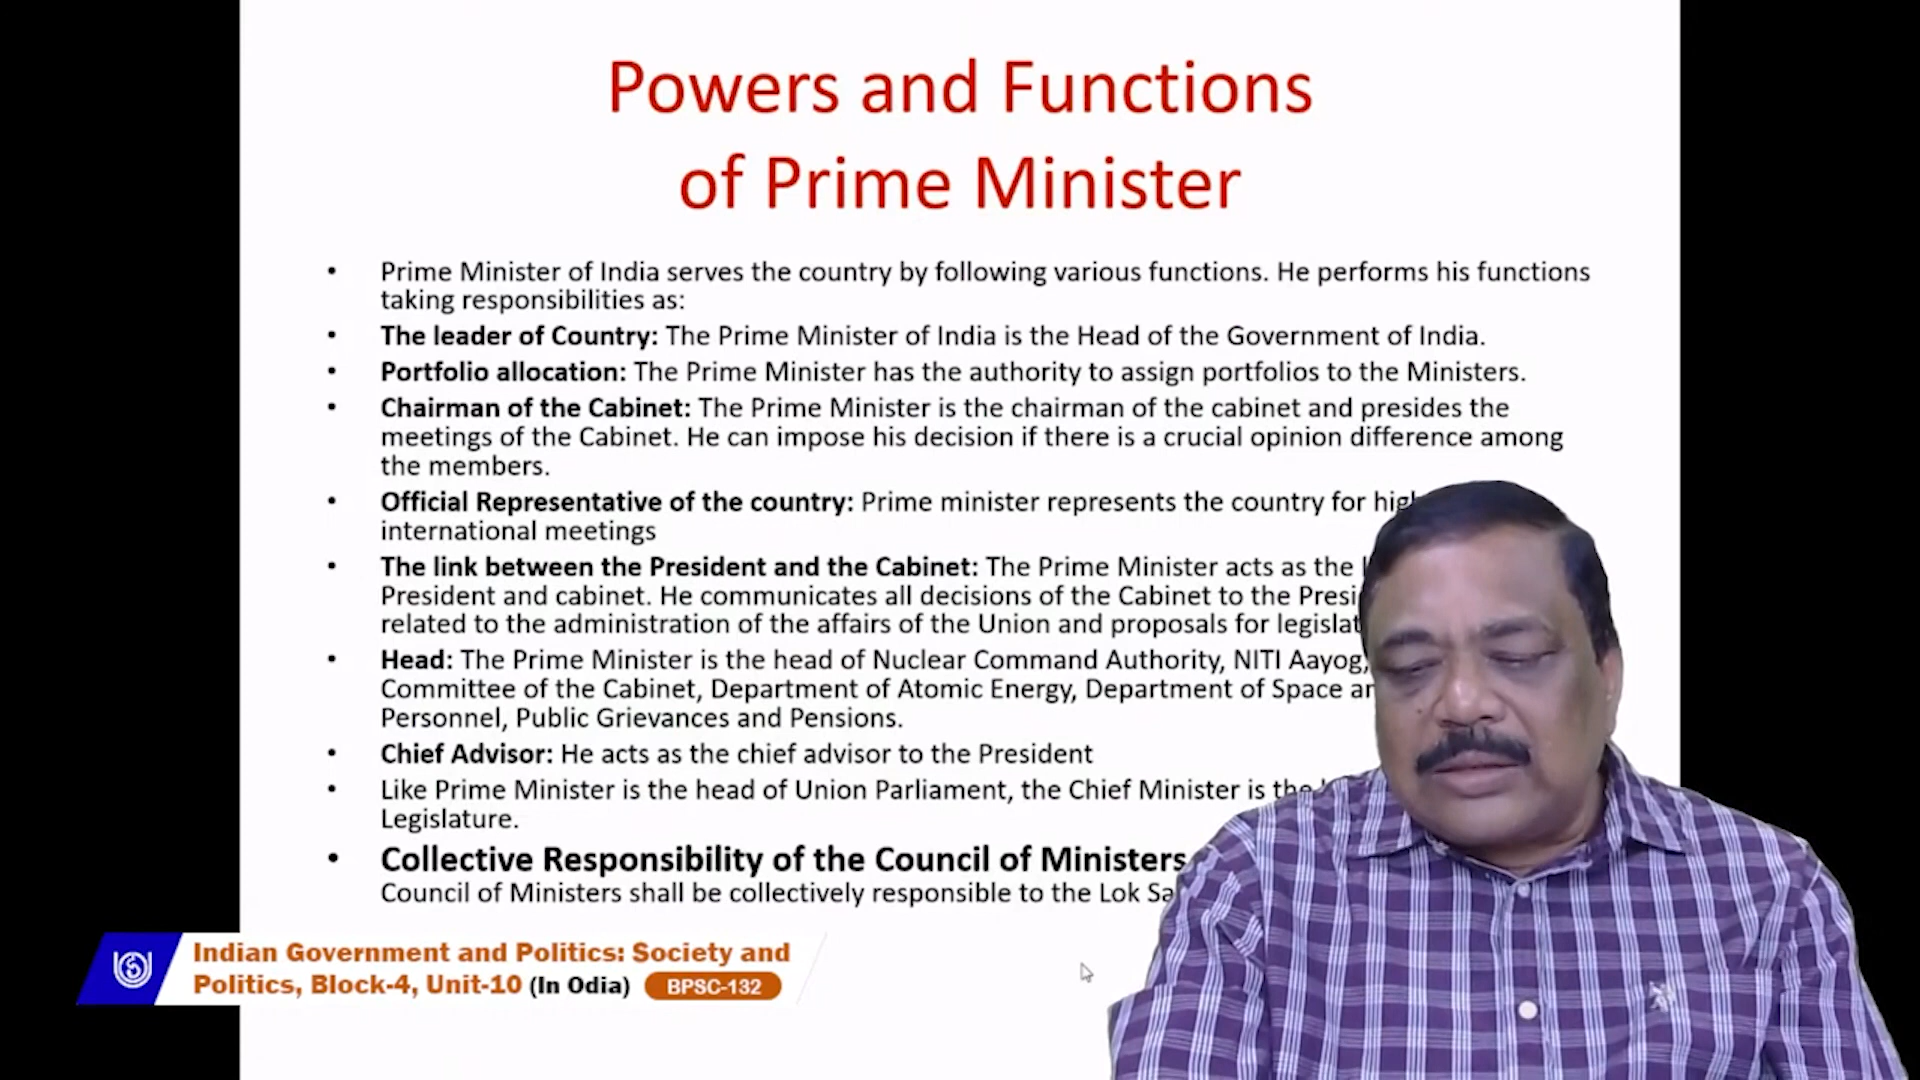 Powers and Functions
of Prime Minister
• Prime Minister of India serves the country by following various functions. He performs his functions
taking responsibilities as:
• The leader of Country: The Prime Minister of India is the Head of the Government of India.
• Portfolio allocation: The Prime Minister has the authority to assign portfolios to the Ministers.
• Chairman of the Cabinet: The Prime Minister is the chairman of the cabinet and presides the
meetings of the Cabinet. He can impose his decision if there is a crucial opinion difference among
the members.
• Official Representative of the country: Prime minister represents the country for
international meetings
• The link between the President and the Cabinet: The Prime Minister acts as the
President and cabinet. He communicates all decisions of the Cabinet to the
related to the administration of the affairs of the Union and proposals for
• Head: The Prime Minister is the head of Nuclear Command Authority, NITI Aayog,
Committee of the Cabinet, Department of Atomic Energy, Department of Space
Personnel, Public Grievances and Pensions.
• Chief Advisor: He acts as the chief advisor to the President
• Like Prime Minister is the head of Union Parliament, the Chief Minister is the
Legislature.
• Collective Responsibility of the Council of Ministers
Council of Ministers shall be collectively responsible to the Lok
Indian Government and Politics: Society and
Politics, Block-4, Unit-10 (In Odia) BPSC-132